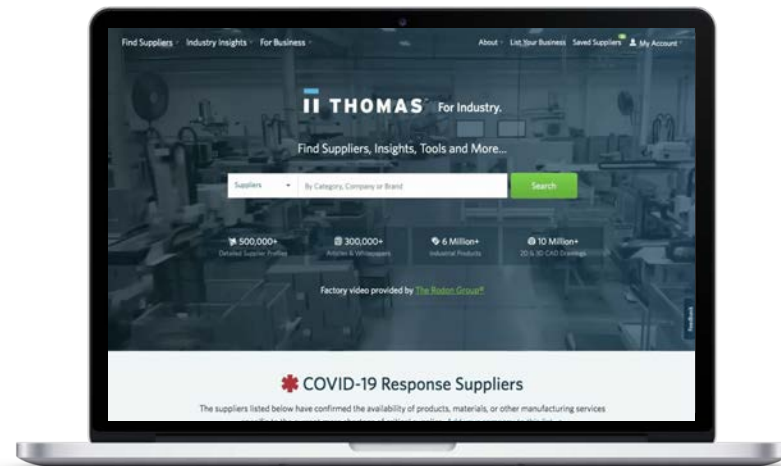 Find Suppliers Industry Insights For Business About List Your Business Saved Suppliers My Account
THOMAS For Industry.
Find Suppliers, Insights, Tools and More...
Suppliers By Category, Company or Brand Search
500,000+ 300,000+ 6 Million+ 10 Million+
Detailed Supplier Profiles Articles & Whitepapers Industrial Products 2D & 3D CAD Drawings
Factory video provided by The Rodon Group®
Feedback
COVID-19 Response Suppliers
The suppliers listed below have confirmed the availability of products, materials, or other manufacturing services